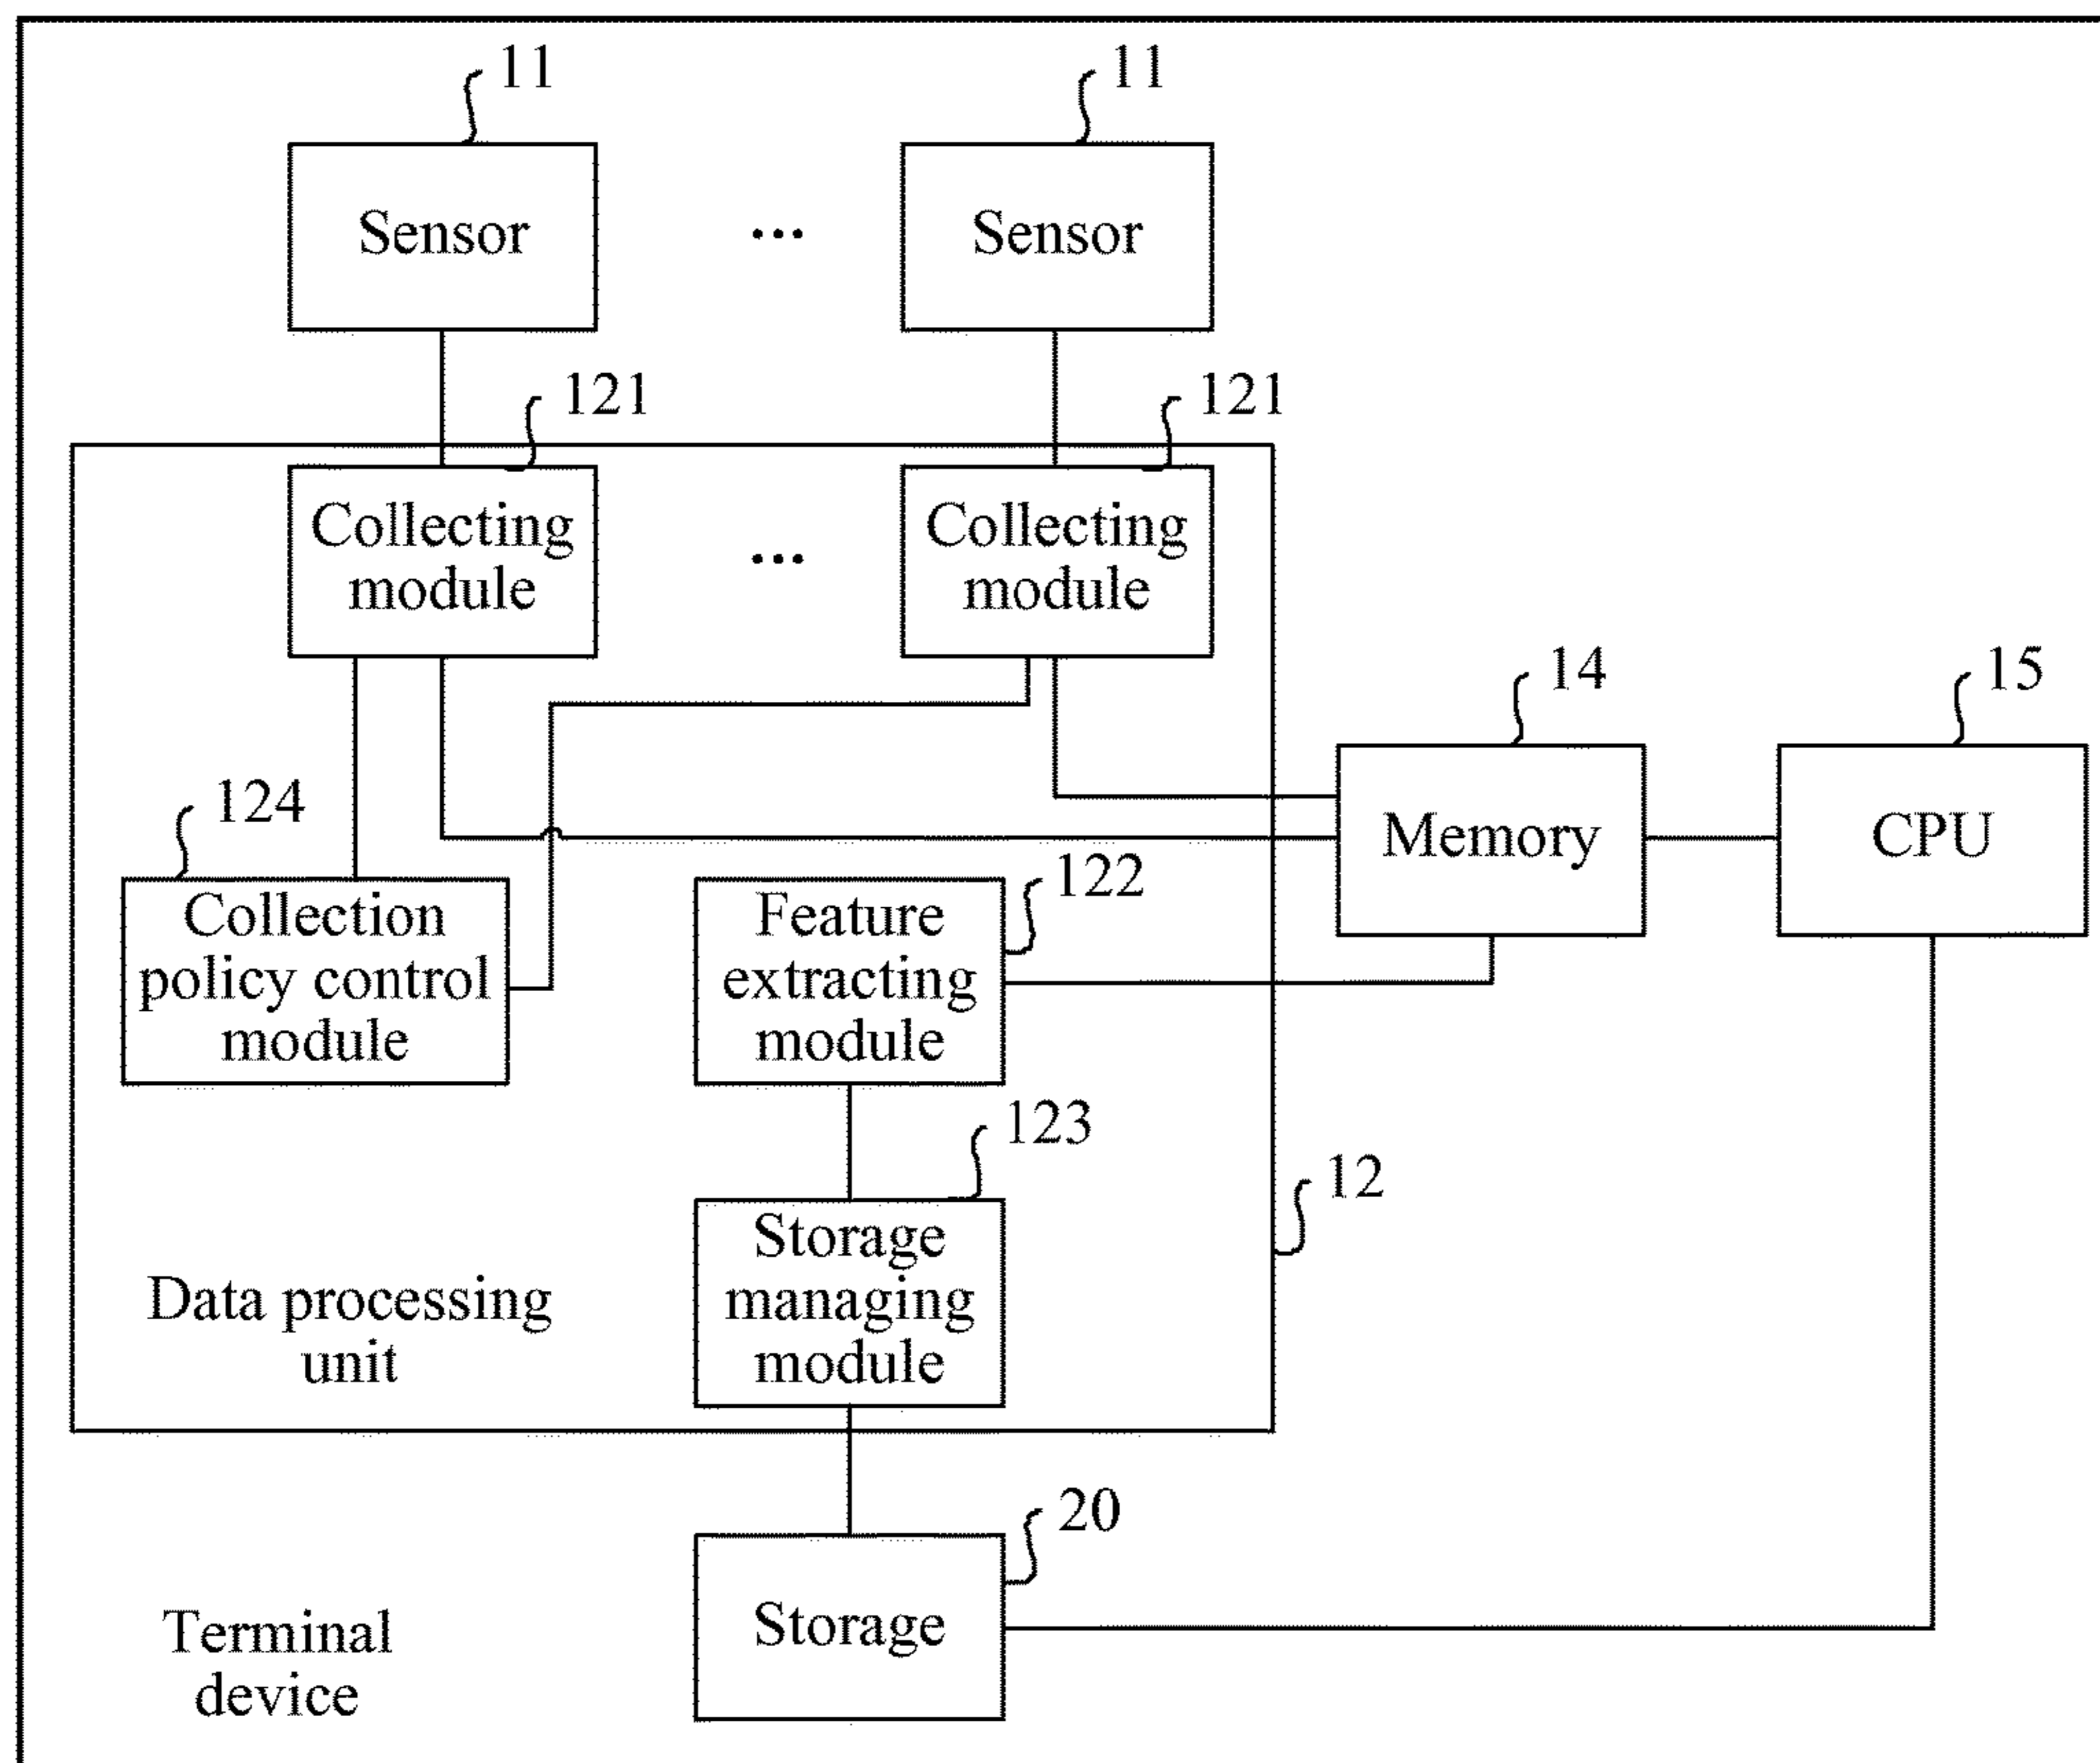 11
11
Sensor
...
Sensor
121
121
Collecting
module
...
Collecting
module
14
15
124
Memory
CPU
122
Collection
policy control
module
Feature
extracting
module
123
12
Storage
managing
module
Data processing
unit
20
Storage
Terminal
device